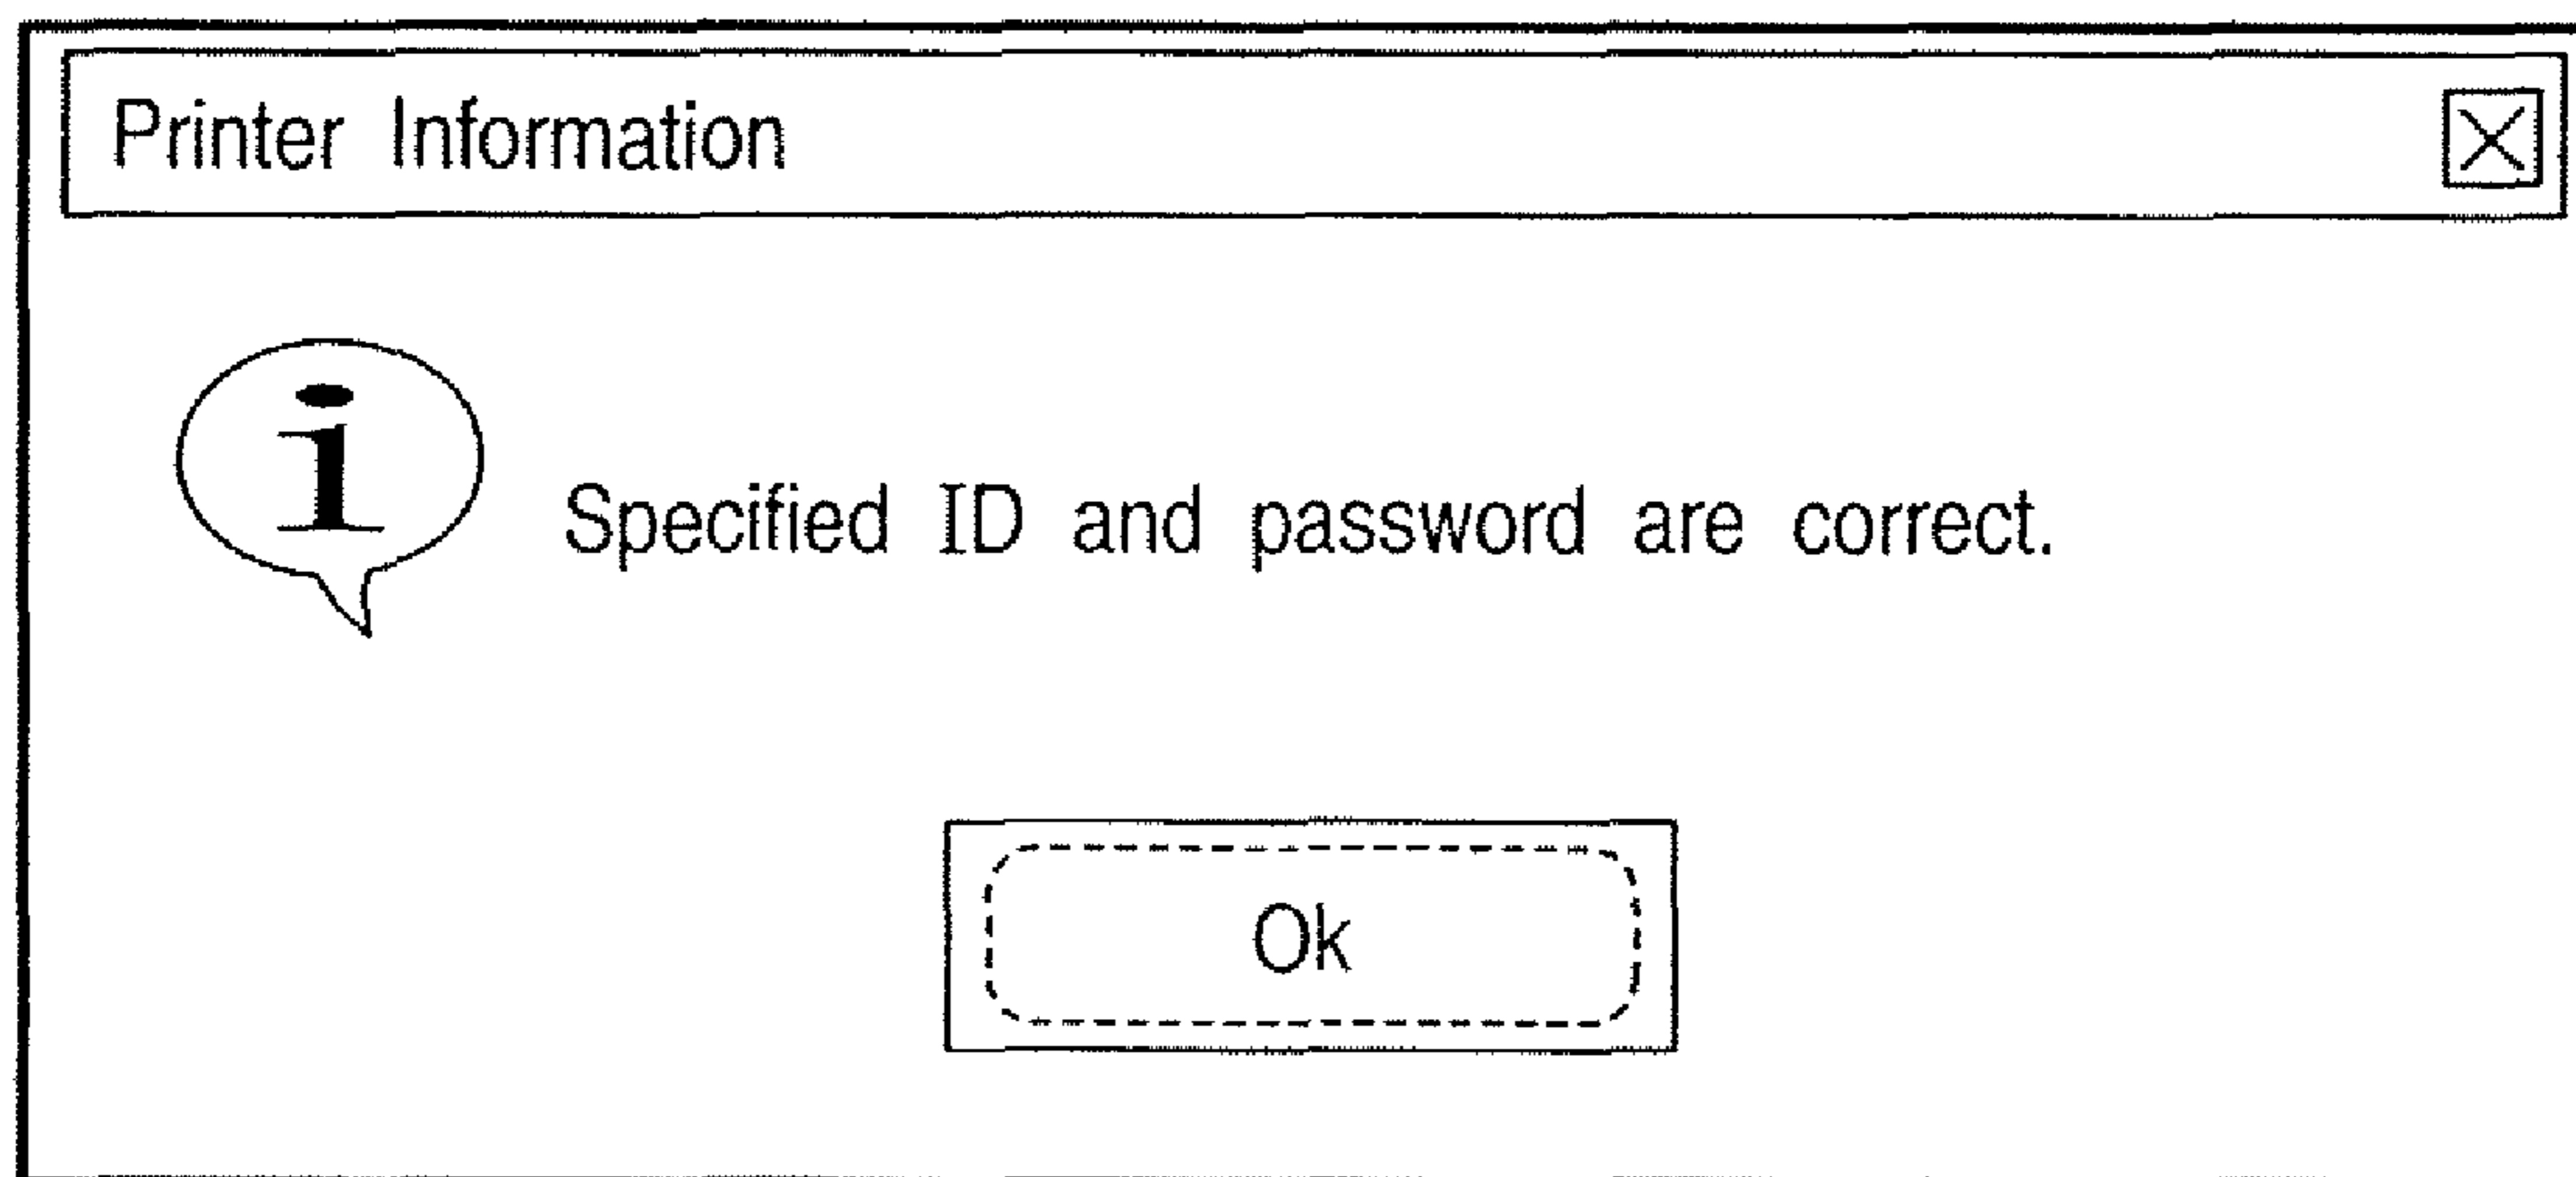 Printer Information
i
Specified ID and password are correct.
Ok